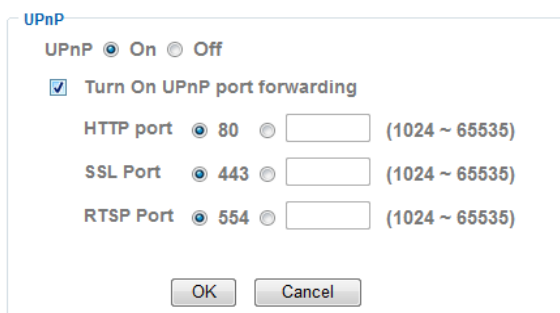 UPnP
UPnP On Off
Turn On UPnP port forwarding
HTTP port 80 (1024 ~ 65535)
SSL Port 443 (1024 ~ 65535)
RTSP Port 554 (1024 ~ 65535)
OK Cancel